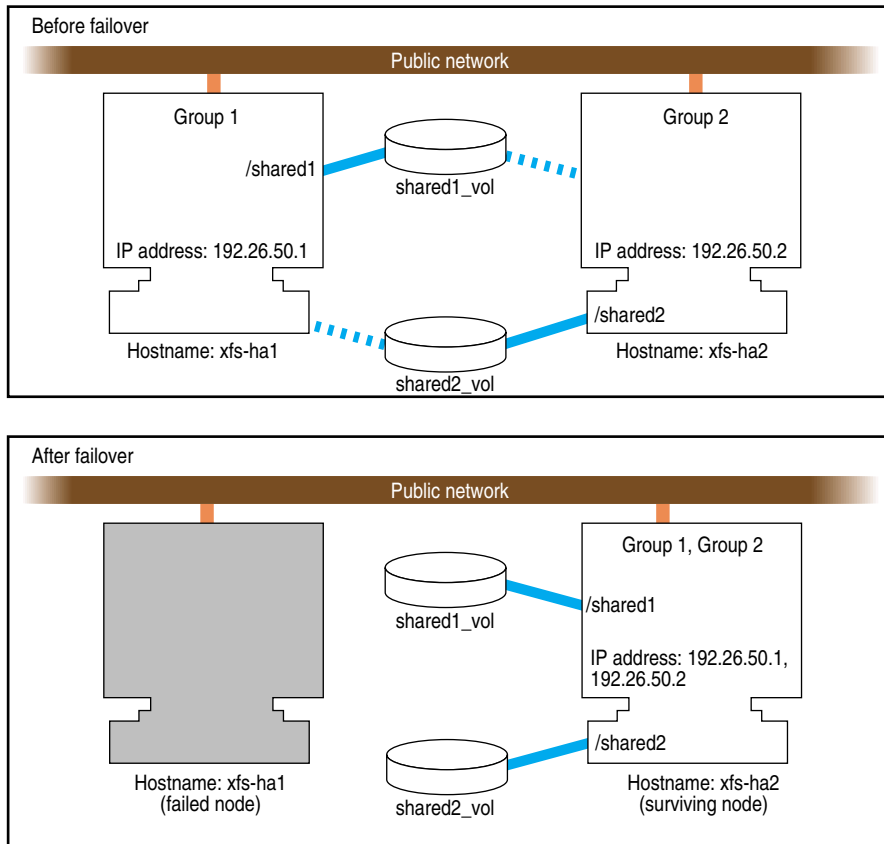 Before failover
Public network
Group 1
Group 2
/shared1
shared1_vol
IP address: 192.26.50.1
IP address: 192.26.50.2
/shared2
Hostname: xfs-ha1
shared2_vol
Hostname: xfs-ha2
After failover
Public network
Group 1, Group 2
/shared1
shared1_vol
IP address: 192.26.50.1,
192.26.50.2
/shared2
Hostname: xfs-ha1
(failed node)
shared2_vol
Hostname: xfs-ha2
(surviving node)